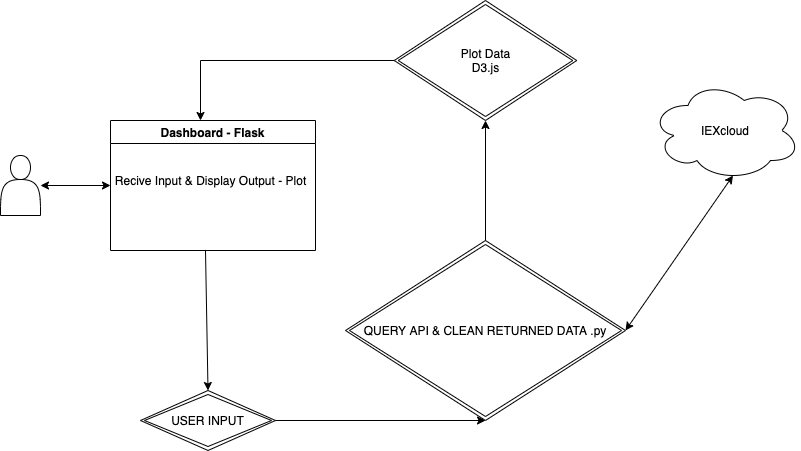 Plot Data
D3.js
IEXcloud
Dashboard - Flask
Recive Input & Display Output - Plot
QUERY API & CLEAN RETURNED DATA .py
USER INPUT